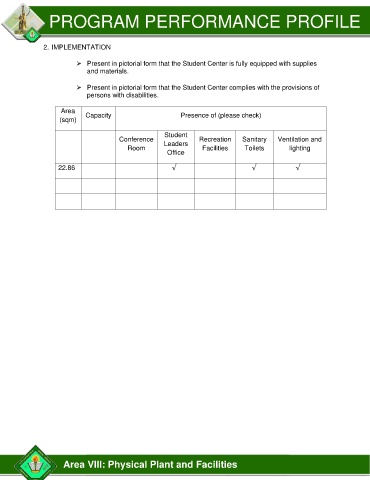 PROGRAM PERFORMANCE PROFILE
2. IMPLEMENTATION
➢ Present in pictorial form that the Student Center is fully equipped with supplies
and materials.
➢ Present in pictorial form that the Student Center complies with the provisions of
persons with disabilities.
Area (sqm) Capacity Presence of (please check)
Conference Room Student Leaders Office Recreation Facilities Sanitary Toilets Ventilation and lighting
22.86 √ √ √
Area VIII: Physical Plant and Facilities